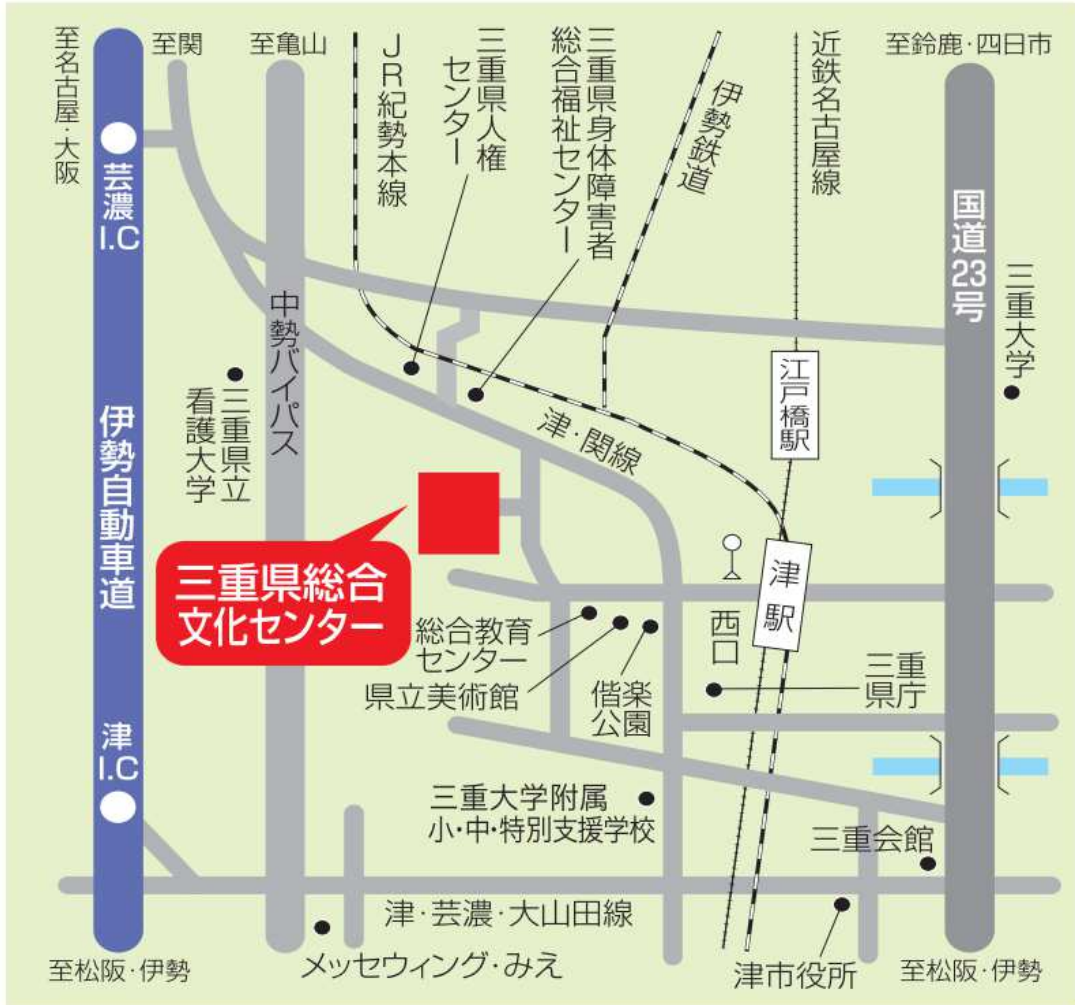 至名古屋・大阪
至関
至亀山
JR紀勢本線
三重県人権
センター
三重県身体障害者
総合福祉センター
伊勢鉄道
近鉄名古屋線
至鈴鹿・四日市
芸濃
I.C
国道23号
三重大学
中勢バイパス
江戸橋駅
三重県立
看護大学
伊勢自動車道
津・関線
三重県総合
文化センター
津駅
西口
総合教育
センター
県立美術館
偕楽
公園
三重
県庁
津
I.C
三重大学附属
小・中・特別支援学校
三重会館
津・芸濃・大山田線
メッセウィング・みえ
津市役所
至松阪・伊勢
至松阪・伊勢